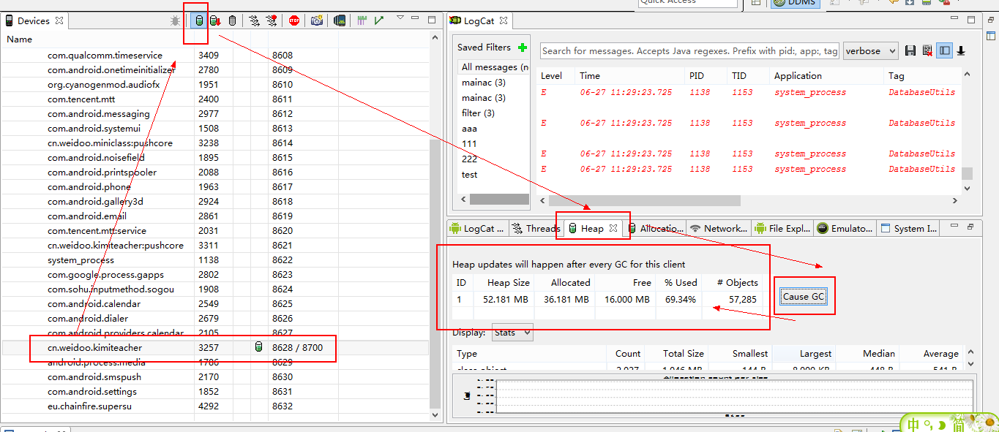 Quick Access
DDMS
Devices
Name
com.qualcomm.timeservice 3409 8608
com.android.onetimeinitializer 2780 8609
org.cyanogenmod.audiofx 1951 8610
com.tencent.mtt 2400 8611
com.android.messaging 2977 8612
com.android.systemui 1508 8613
cn.weidoo.miniclass:pushcore 3238 8614
com.android.noisefield 1895 8615
com.android.printspooler 2088 8616
com.android.phone 1963 8617
com.android.gallery3d 2924 8618
com.android.email 2861 8619
com.tencent.mtt:service 2031 8620
cn.weidoo.kimiteacher:pushcore 3311 8621
system_process 1138 8622
com.google.process.gapps 2802 8623
com.sohu.inputmethod.sogou 1908 8624
com.android.calendar 2549 8625
com.android.dialer 2679 8626
com.android.providers.calendar 2105 8627
cn.weidoo.kimiteacher 3257 8628 / 8700
android.process.media 1786 8629
com.android.smspush 2170 8630
com.android.settings 1852 8631
eu.chainfire.supersu 4292 8632
LogCat
Saved Filters
All messages (no
mainac (3)
mainac (3)
filter (3)
aaa
111
222
test
Search for messages. Accepts Java regexes. Prefix with pid:, app:, tag
verbose
Level Time PID TID Application Tag
E 06-27 11:29:23.725 1138 1153 system_process DatabaseUtils
E 06-27 11:29:23.725 1138 1153 system_process DatabaseUtils
E 06-27 11:29:23.725 1138 1153 system_process DatabaseUtils
E 06-27 11:29:23.725 1138 1153 system_process DatabaseUtils
LogCat ... Threads Heap Allocatio... Network... File Expl... Emulato... System I...
Heap updates will happen after every GC for this client
ID Heap Size Allocated Free % Used # Objects
1 52.181 MB 36.181 MB 16.000 MB 69.34% 57,285
Cause GC
Display: Stats
Type Count Total Size Smallest Largest Median Average
中 简